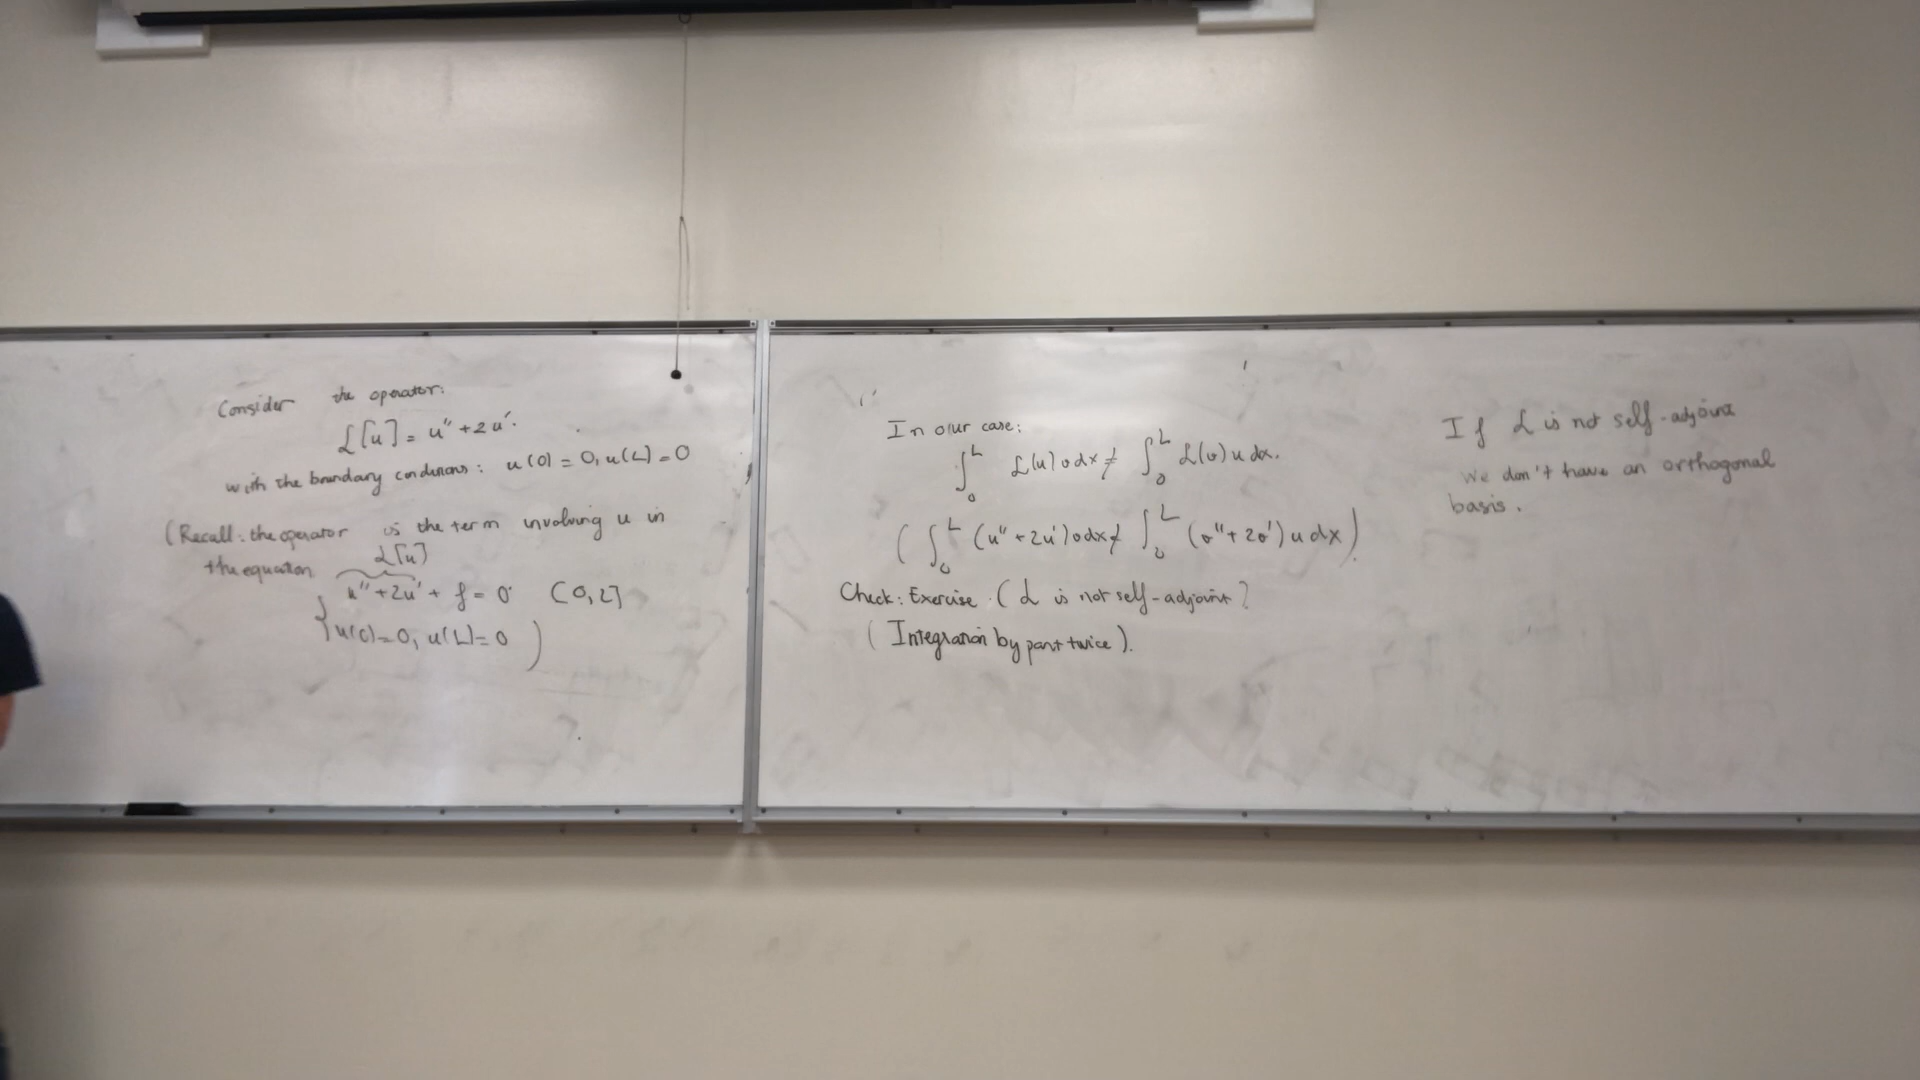 Consider the operator:
ℒ[u] = u'' + 2u'.
with the boundary conditions: u(0) = 0, u(L) = 0
(Recall: the operator is the term involving u in
the equation ℒ[u]
u'' + 2u' + f = 0 (0, L]
u(0) = 0, u(L) = 0 )
In our case:
∫₀ᴸ ℒ(u) v dx ≠ ∫₀ᴸ ℒ(v) u dx.
( ∫₀ᴸ (u'' + 2u') v dx ≠ ∫₀ᴸ (v'' + 2v') u dx )
Check: Exercise. ( ℒ is not self-adjoint )
( Integration by part twice ).
If ℒ is not self-adjoint
We don't have an orthogonal
basis.